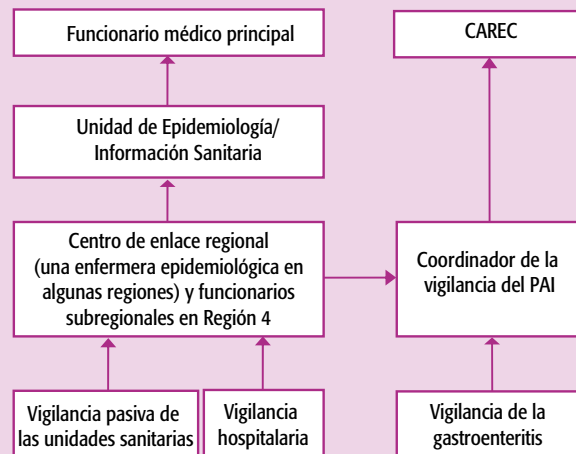 Funcionario médico principal
CAREC
Unidad de Epidemiología/
Información Sanitaria
Centro de enlace regional
(una enfermera epidemiológica en
algunas regiones) y funcionarios
subregionales en Región 4
Coordinador de la
vigilancia del PAI
Vigilancia pasiva de
las unidades sanitarias
Vigilancia
hospitalaria
Vigilancia de la
gastroenteritis